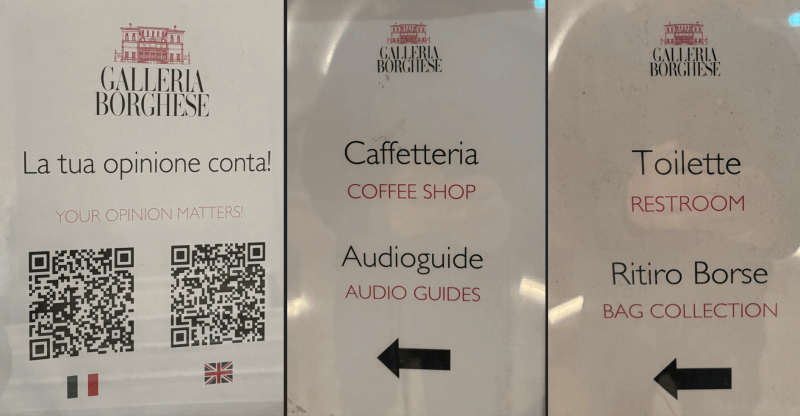 GALLERIA
BORGHESE
La tua opinione conta!
YOUR OPINION MATTERS!
GALLERIA
BORGHESE
Caffetteria
COFFEE SHOP
Audioguide
AUDIO GUIDES
GALLERIA
BORGHESE
Toilette
RESTROOM
Ritiro Borse
BAG COLLECTION